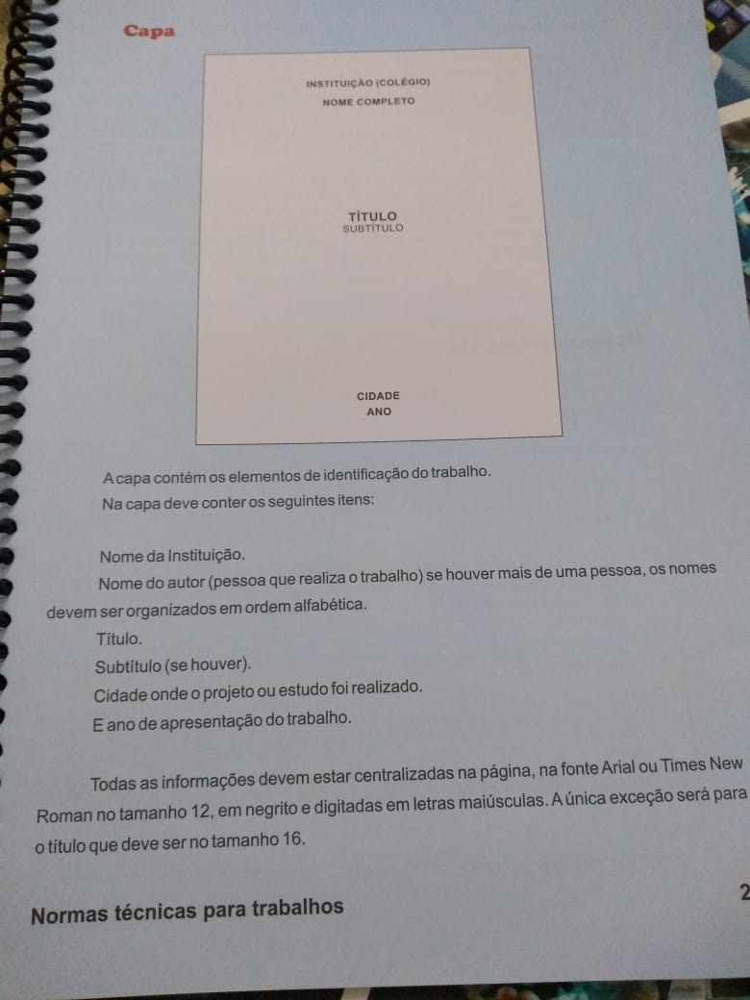 Capa
INSTITUIÇÃO (COLÉGIO)
NOME COMPLETO
TÍTULO
SUBTÍTULO
CIDADE
ANO
A capa contém os elementos de identificação do trabalho.
Na capa deve conter os seguintes itens:
Nome da Instituição.
Nome do autor (pessoa que realiza o trabalho) se houver mais de uma pessoa, os nomes
devem ser organizados em ordem alfabética.
Título.
Subtítulo (se houver).
Cidade onde o projeto ou estudo foi realizado.
E ano de apresentação do trabalho.
Todas as informações devem estar centralizadas na página, na fonte Arial ou Times New
Roman no tamanho 12, em negrito e digitadas em letras maiúsculas. A única exceção será para
o título que deve ser no tamanho 16.
Normas técnicas para trabalhos
2